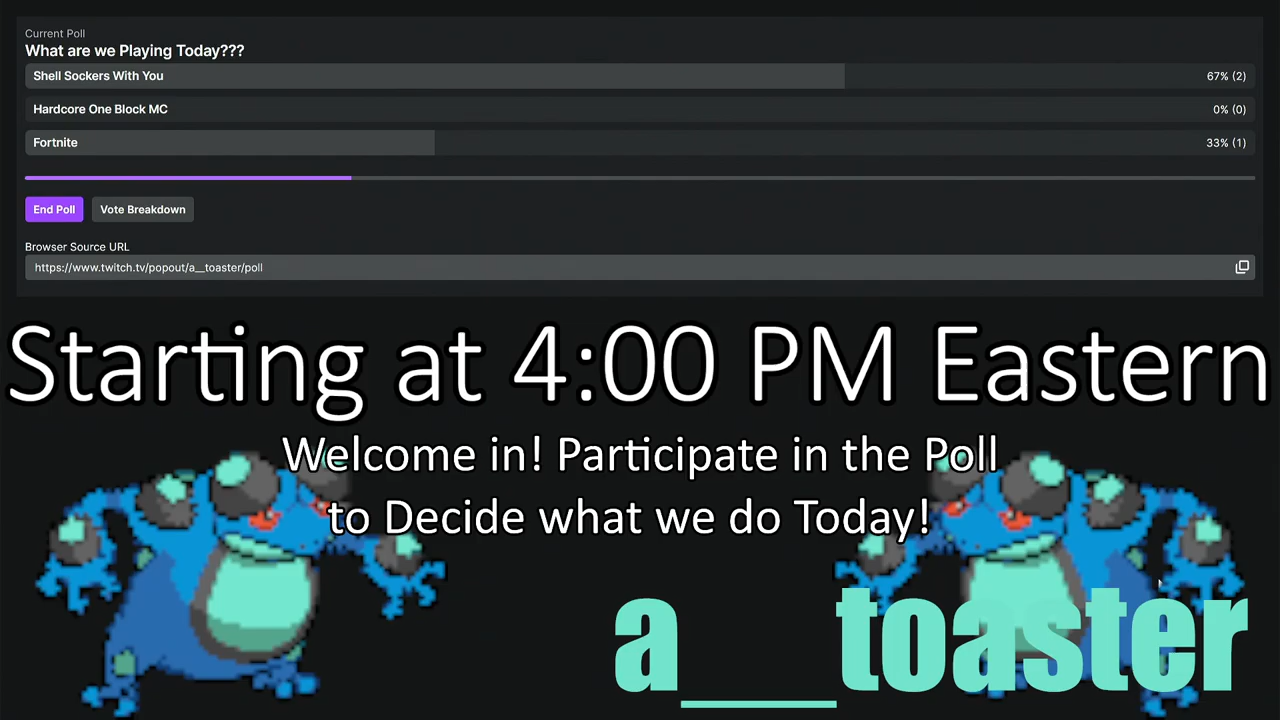 Current Poll
What are we Playing Today???
Shell Sockers With You 67% (2)
Hardcore One Block MC 0% (0)
Fortnite 33% (1)
End Poll Vote Breakdown
Browser Source URL
https://www.twitch.tv/popout/a__toaster/poll
Starting at 4:00 PM Eastern
Welcome in! Participate in the Poll
to Decide what we do Today!
a__toaster